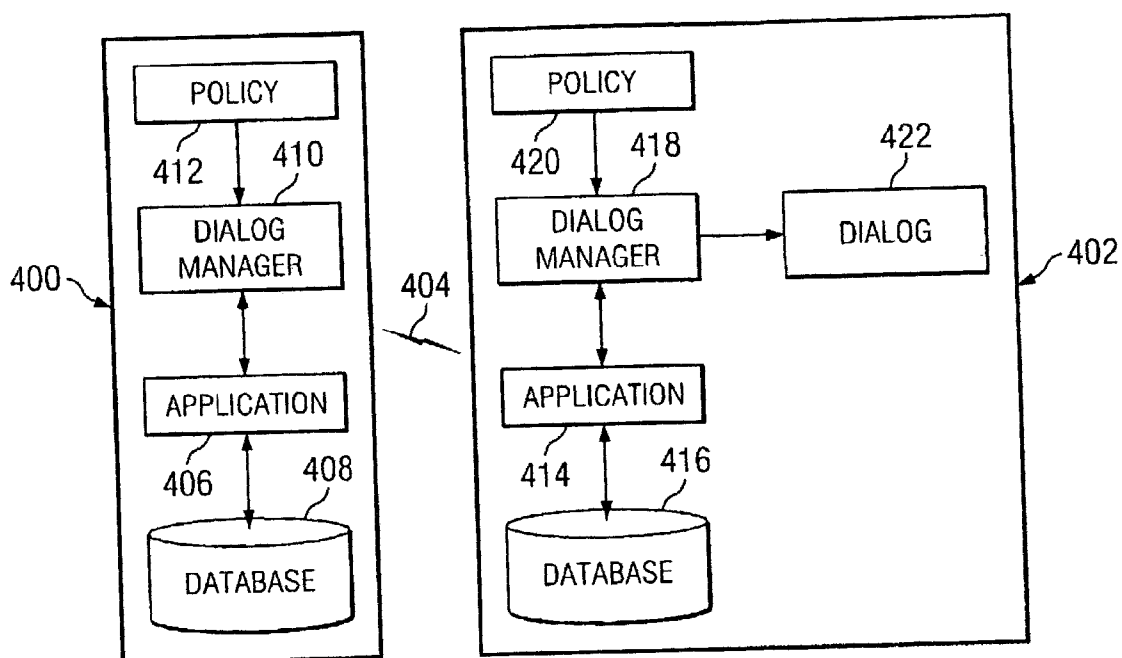 POLICY
412
410
DIALOG
MANAGER
400
APPLICATION
406
408
DATABASE
404
POLICY
420
418
422
DIALOG
MANAGER
DIALOG
402
APPLICATION
414
416
DATABASE